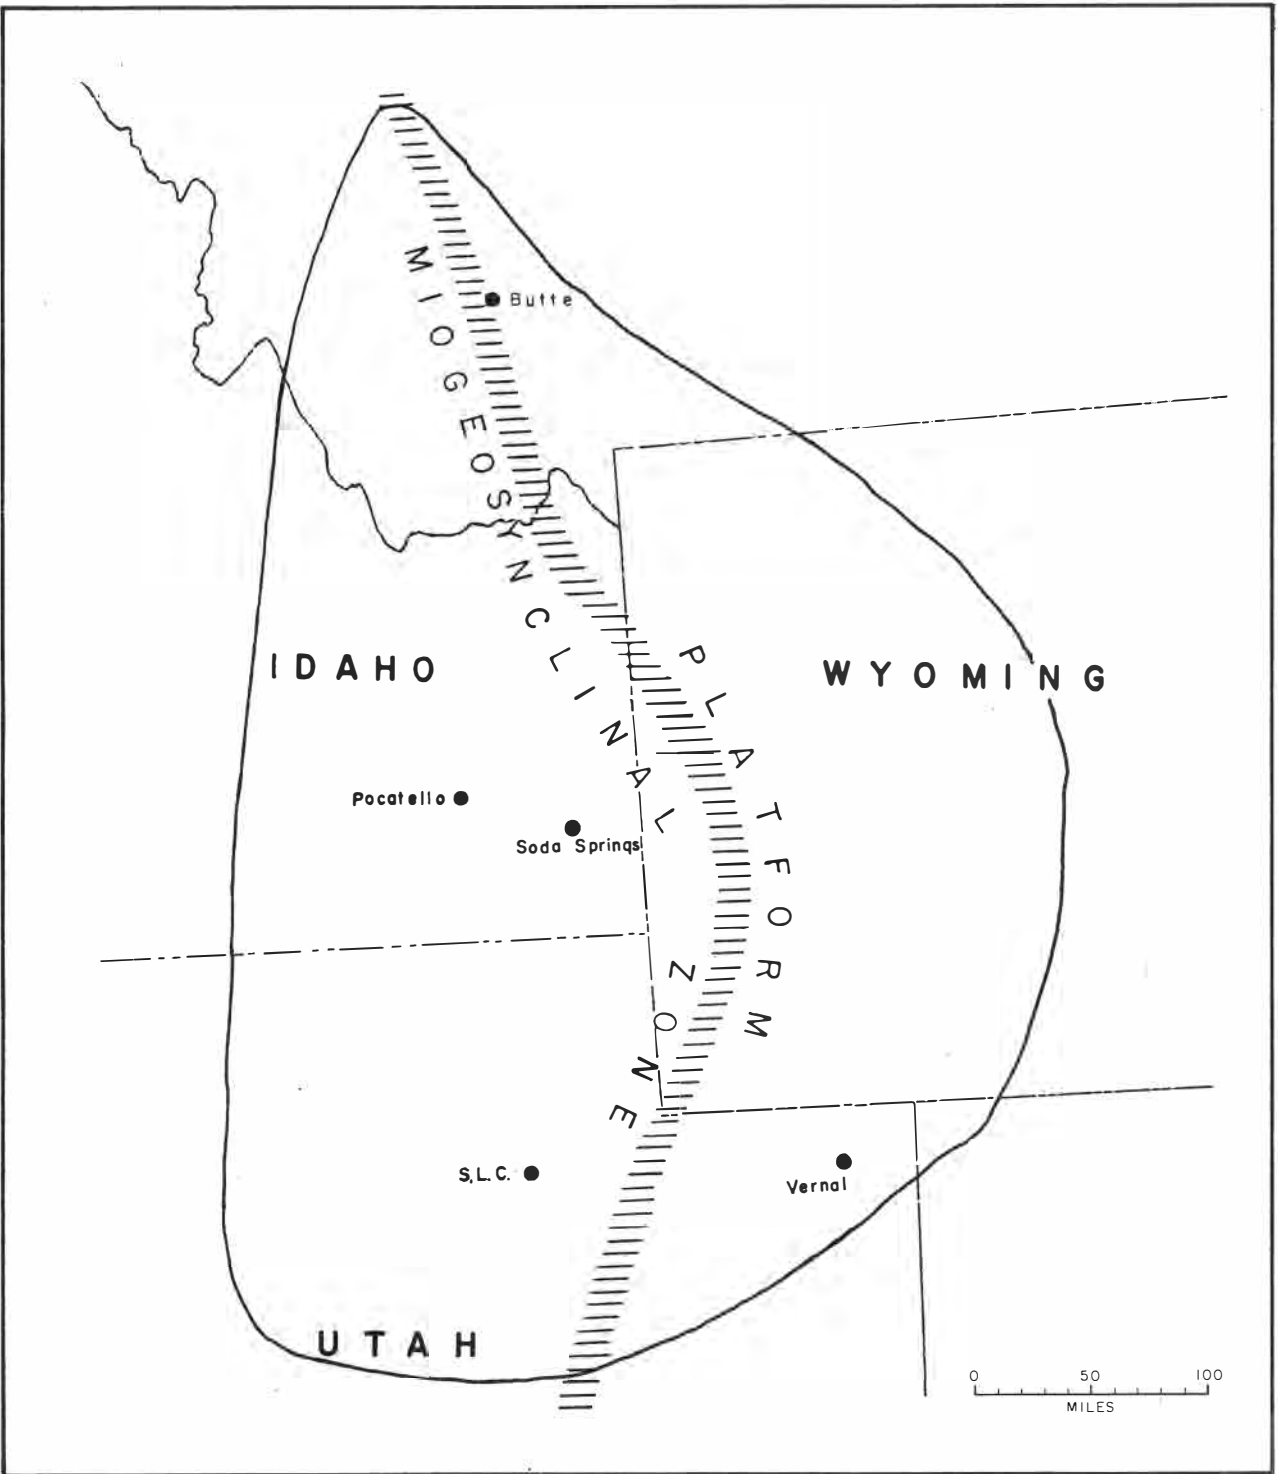 Butte
MIOGEOSYNCLINAL ZONE
PLATFORM
IDAHO
WYOMING
Pocatello
Soda Springs
S.L.C.
Vernal
UTAH
0 50 100
MILES